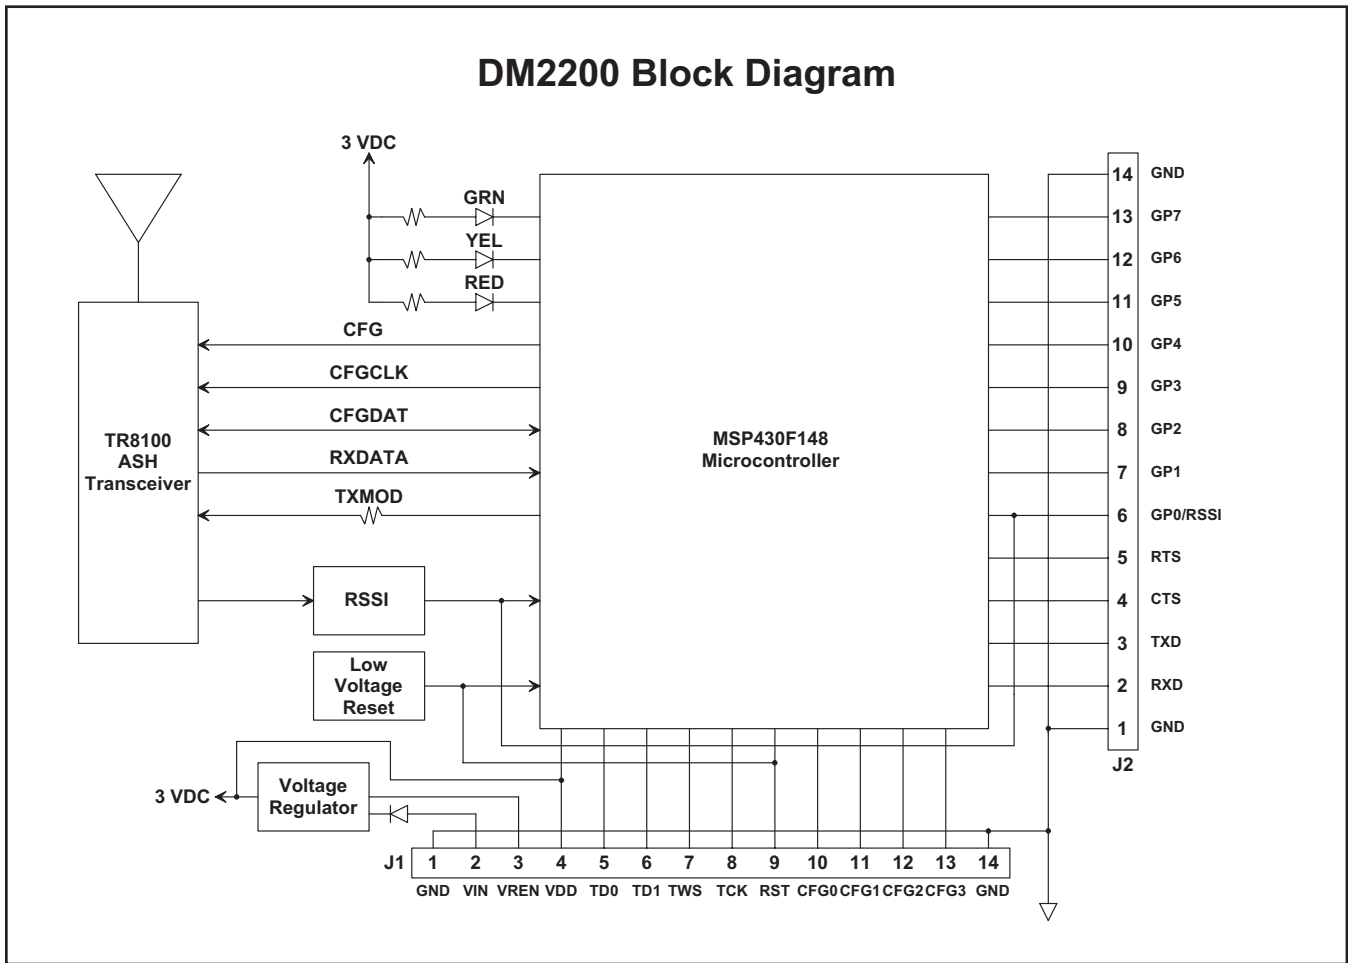 DM2200 Block Diagram
3 VDC
GRN
YEL
RED
CFG
CFGCLK
CFGDAT
RXDATA
TXMOD
TR8100
ASH
Transceiver
RSSI
Low
Voltage
Reset
Voltage
Regulator
3 VDC
MSP430F148
Microcontroller
14 GND
13 GP7
12 GP6
11 GP5
10 GP4
9 GP3
8 GP2
7 GP1
6 GP0/RSSI
5 RTS
4 CTS
3 TXD
2 RXD
1 GND
J2
J1 1 2 3 4 5 6 7 8 9 10 11 12 13 14
GND VIN VREN VDD TD0 TD1 TWS TCK RST CFG0 CFG1 CFG2 CFG3 GND